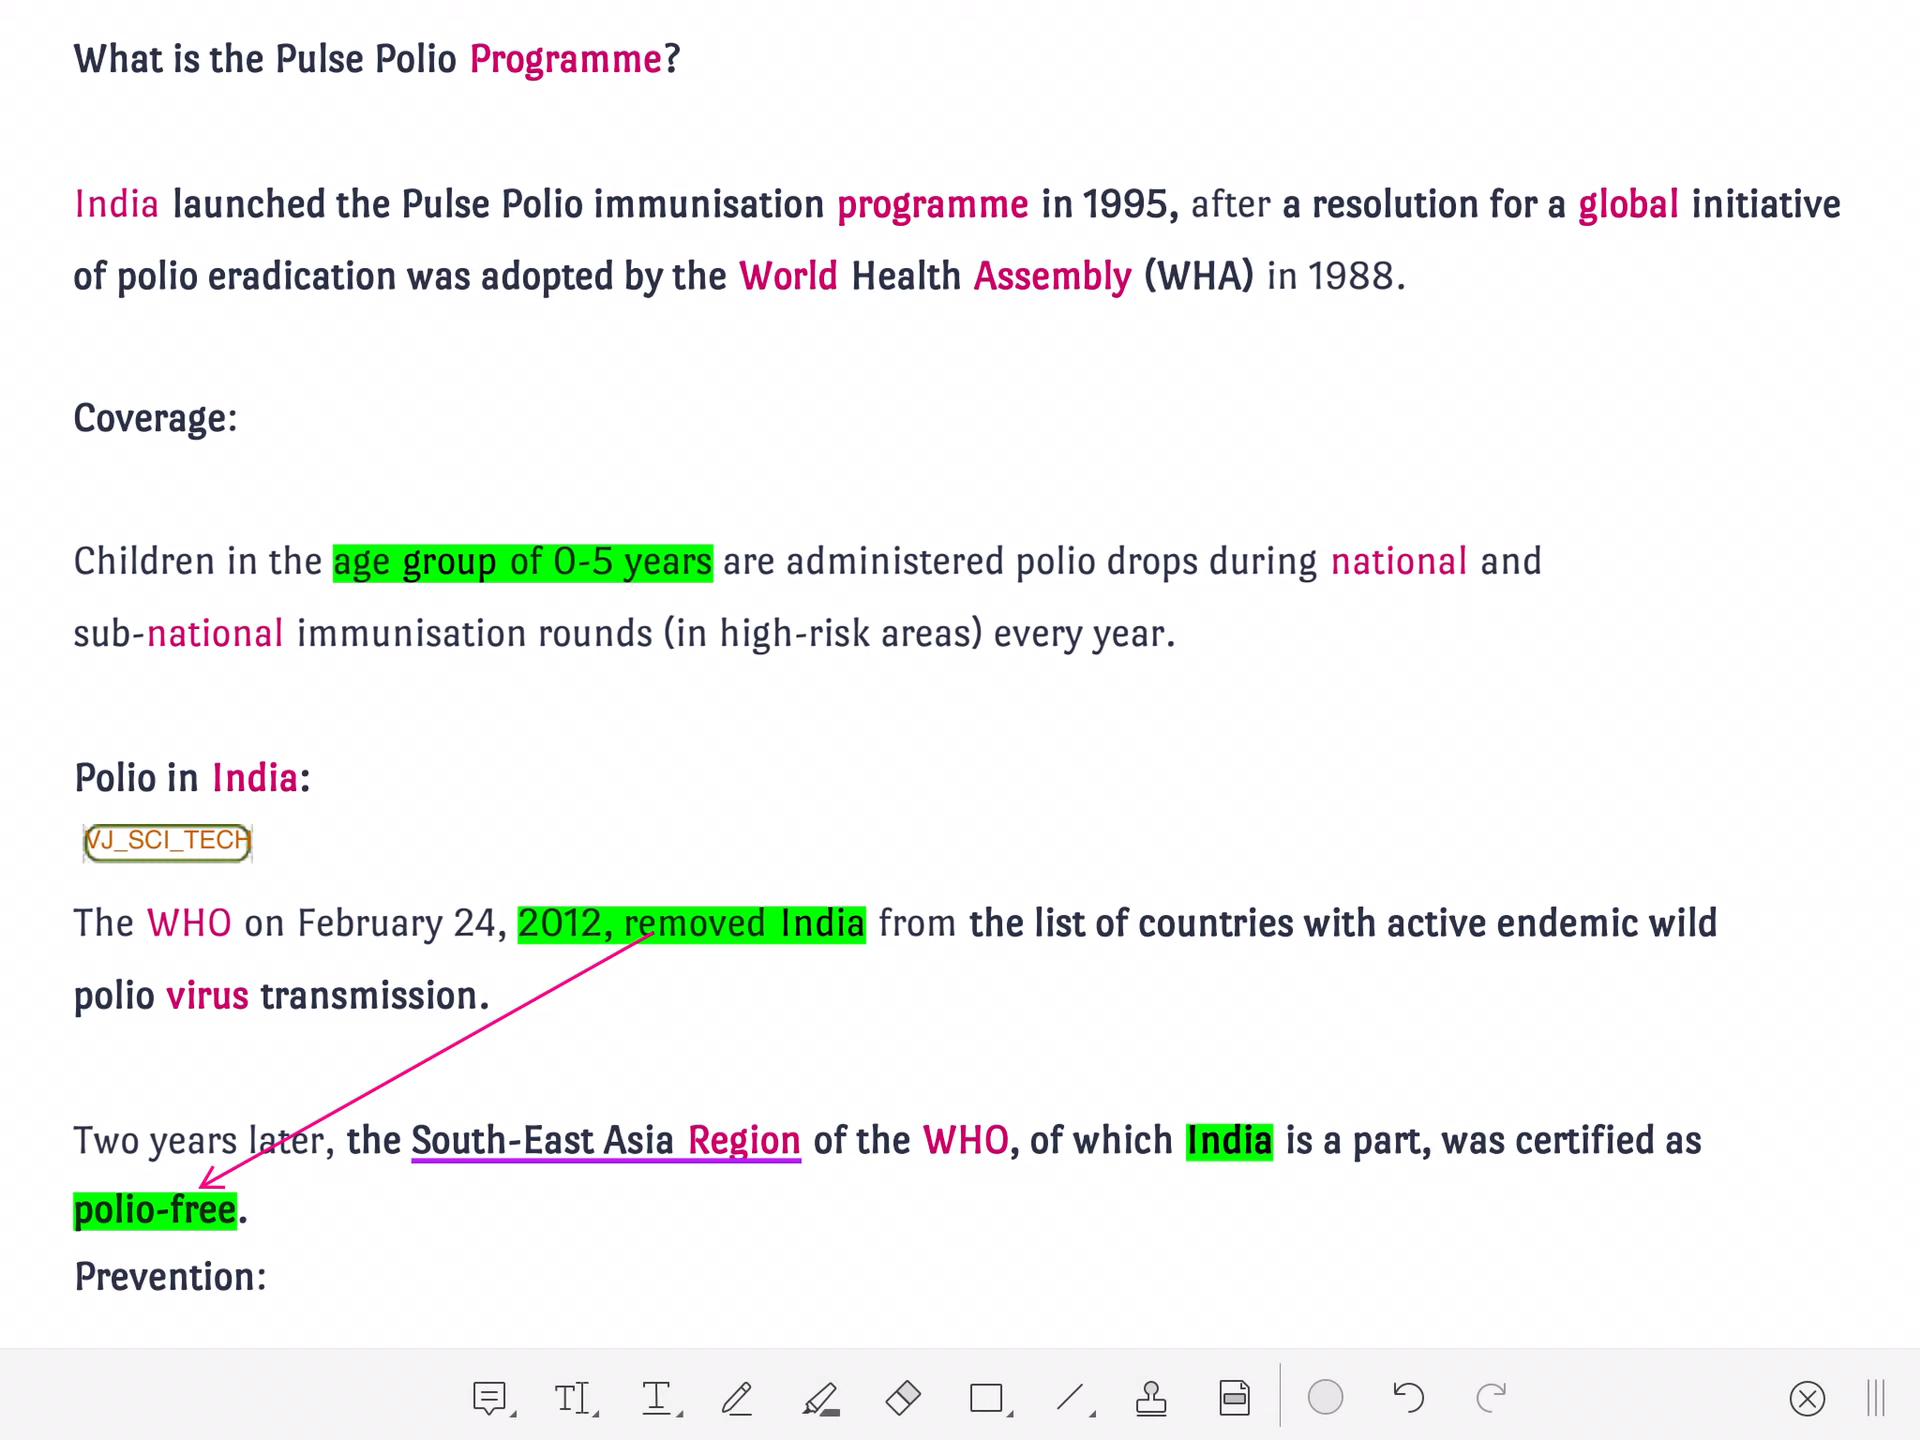 What is the Pulse Polio Programme?
India launched the Pulse Polio immunisation programme in 1995, after a resolution for a global initiative
of polio eradication was adopted by the World Health Assembly (WHA) in 1988.
Coverage:
Children in the age group of 0-5 years are administered polio drops during national and
sub-national immunisation rounds (in high-risk areas) every year.
Polio in India:
VJ_SCI_TECH
The WHO on February 24, 2012, removed India from the list of countries with active endemic wild
polio virus transmission.
Two years later, the South-East Asia Region of the WHO, of which India is a part, was certified as
polio-free.
Prevention: